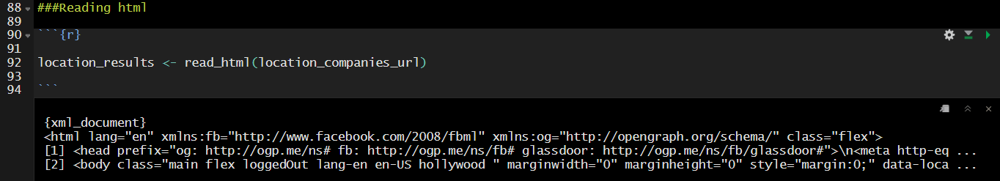 88 ###Reading html
89
90 ```{r}
91
92 location_results <- read_html(location_companies_url)
93
94 ```
{xml_document}
<html lang="en" xmlns:fb="http://www.facebook.com/2008/fbml" xmlns:og="http://opengraph.org/schema/" class="flex">
[1] <head prefix="og: http://ogp.me/ns# fb: http://ogp.me/ns/fb# glassdoor: http://ogp.me/ns/fb/glassdoor#">\n<meta http-eq ...
[2] <body class="main flex loggedOut lang-en en-US hollywood " marginwidth="0" marginheight="0" style="margin:0;" data-loca ...